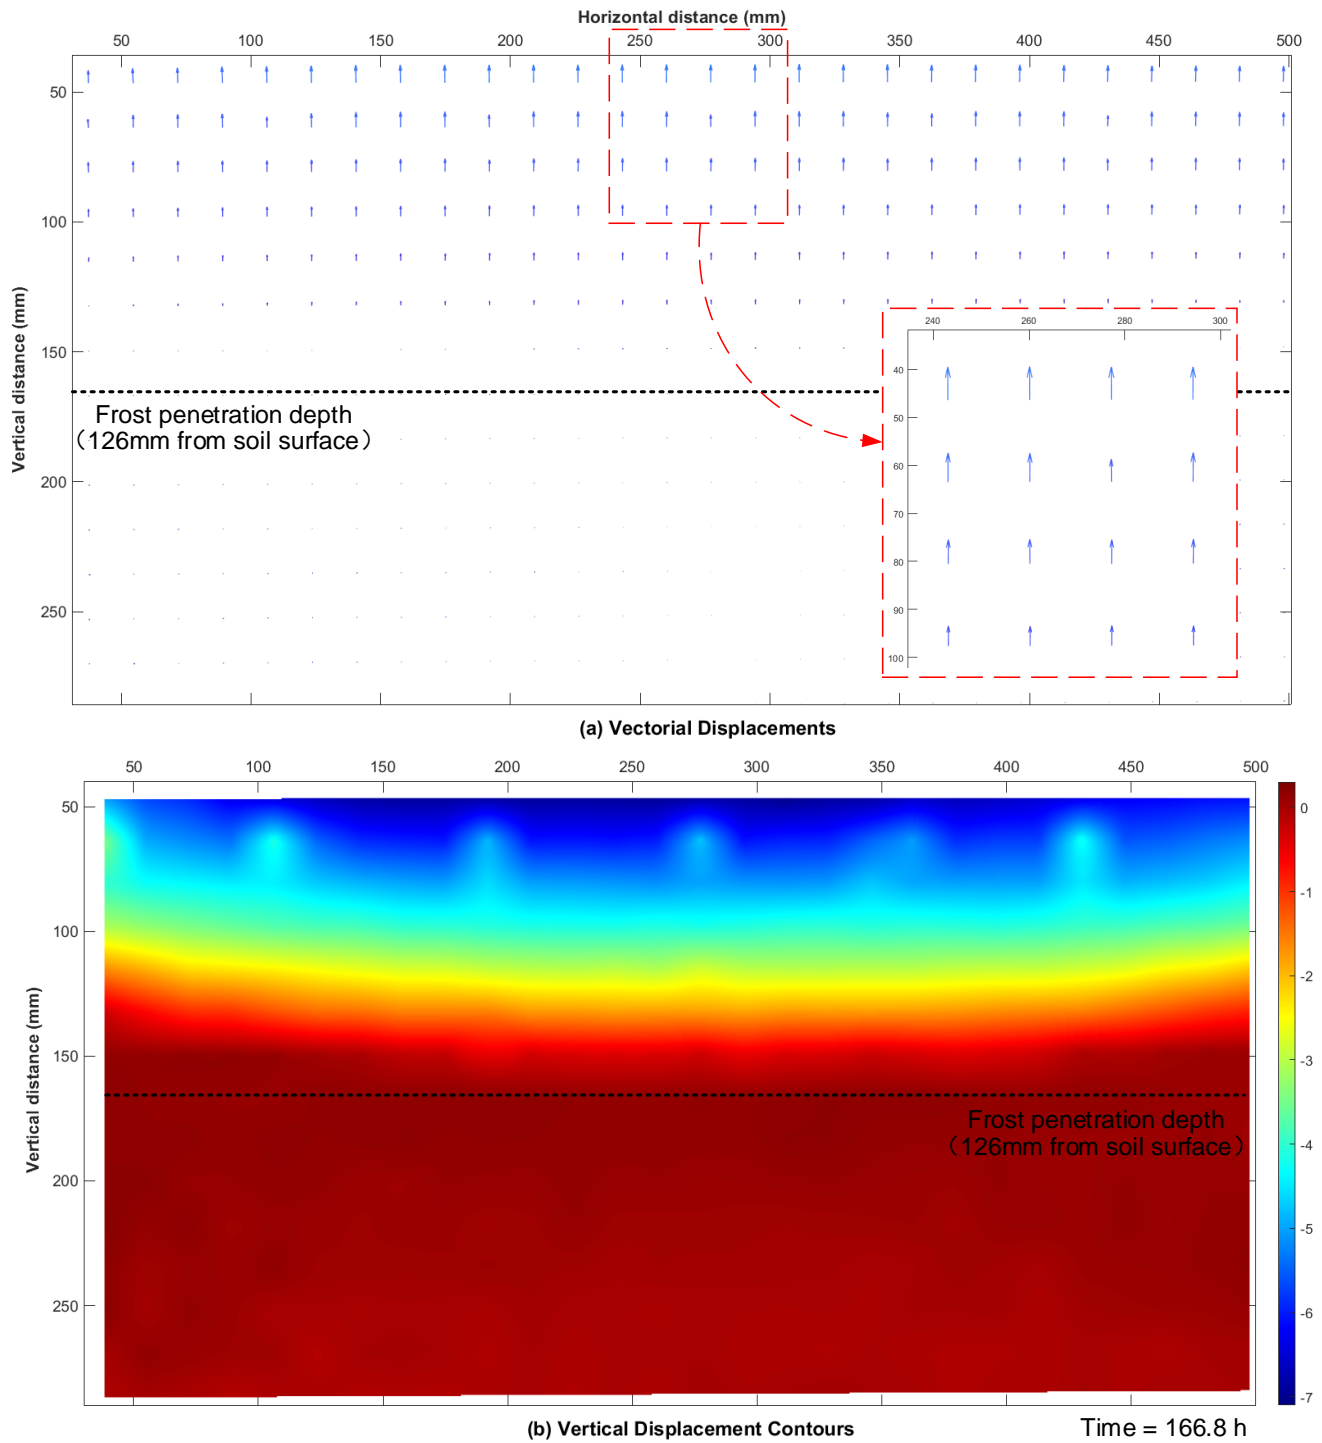 Horizontal distance (mm)
50 100 150 200 250 300 350 400 450 500
50
100
150
200
250
Vertical distance (mm)
Frost penetration depth
（126mm from soil surface）
240 260 280 300
40
50
60
70
80
90
100
(a) Vectorial Displacements
50 100 150 200 250 300 350 400 450 500
50
100
150
200
250
Vertical distance (mm)
Frost penetration depth
（126mm from soil surface）
0
-1
-2
-3
-4
-5
-6
-7
(b) Vertical Displacement Contours
Time = 166.8 h